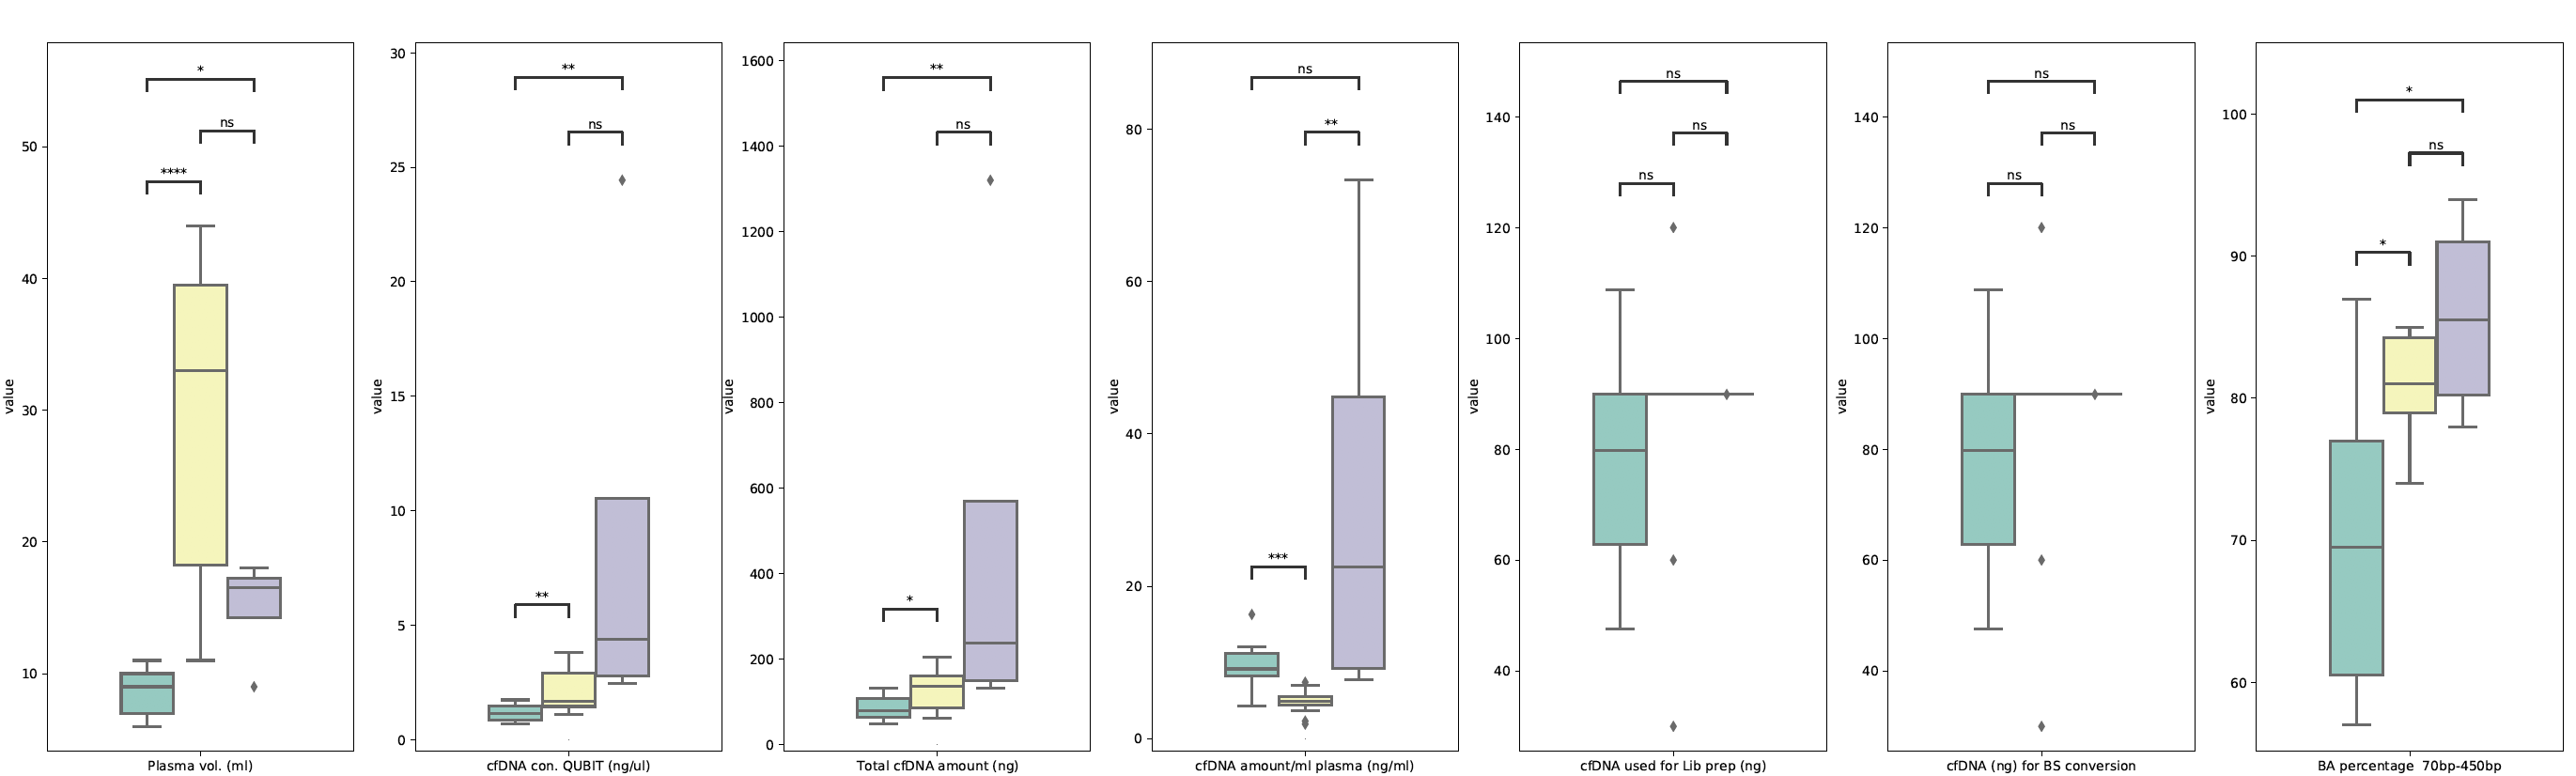 value
50
40
30
20
10
*
ns
****
Plasma vol. (ml)
value
30
25
20
15
10
5
0
**
ns
**
cfDNA con. QUBIT (ng/ul)
value
1600
1400
1200
1000
800
600
400
200
0
**
ns
*
Total cfDNA amount (ng)
value
80
60
40
20
0
ns
**
***
cfDNA amount/ml plasma (ng/ml)
value
140
120
100
80
60
40
ns
ns
ns
cfDNA used for Lib prep (ng)
value
140
120
100
80
60
40
ns
ns
ns
cfDNA (ng) for BS conversion
value
100
90
80
70
60
*
ns
*
BA percentage 70bp-450bp